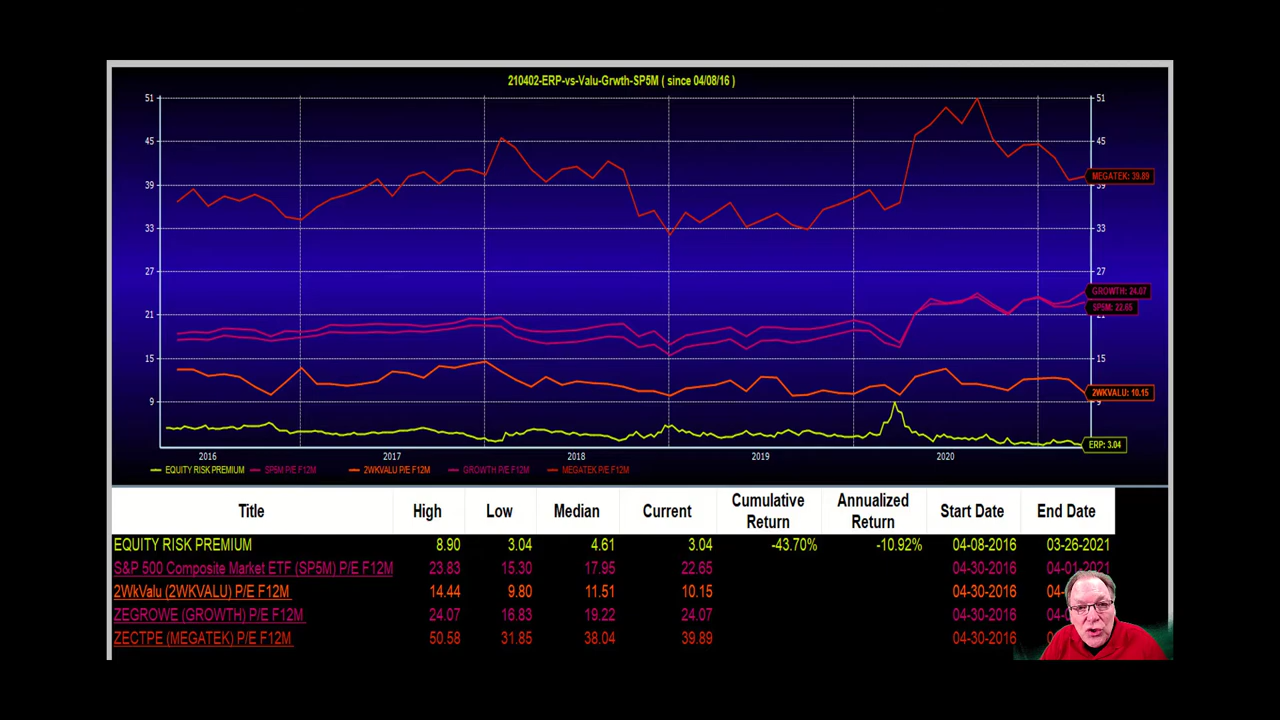 210402-ERP-vs-Valu-Grwth-SP5M ( since 04/08/16 )
51 51
45 45
MEGATEK: 39.89
39 39
33 33
27 27
GROWTH: 24.07
SP5M: 22.65
21 21
15 15
2WKVALU: 10.15
9 9
ERP: 3.04
2016 2017 2018 2019 2020
EQUITY RISK PREMIUM SP5M P/E F12M 2WKVALU P/E F12M GROWTH P/E F12M MEGATEK P/E F12M
Title High Low Median Current Cumulative Return Annualized Return Start Date End Date
EQUITY RISK PREMIUM 8.90 3.04 4.61 3.04 -43.70% -10.92% 04-08-2016 03-26-2021
S&P 500 Composite Market ETF (SP5M) P/E F12M 23.83 15.30 17.95 22.65 04-30-2016 04-01-2021
2WkValu (2WKVALU) P/E F12M 14.44 9.80 11.51 10.15 04-30-2016
ZEGROWE (GROWTH) P/E F12M 24.07 16.83 19.22 24.07 04-30-2016
ZECTPE (MEGATEK) P/E F12M 50.58 31.85 38.04 39.89 04-30-2016